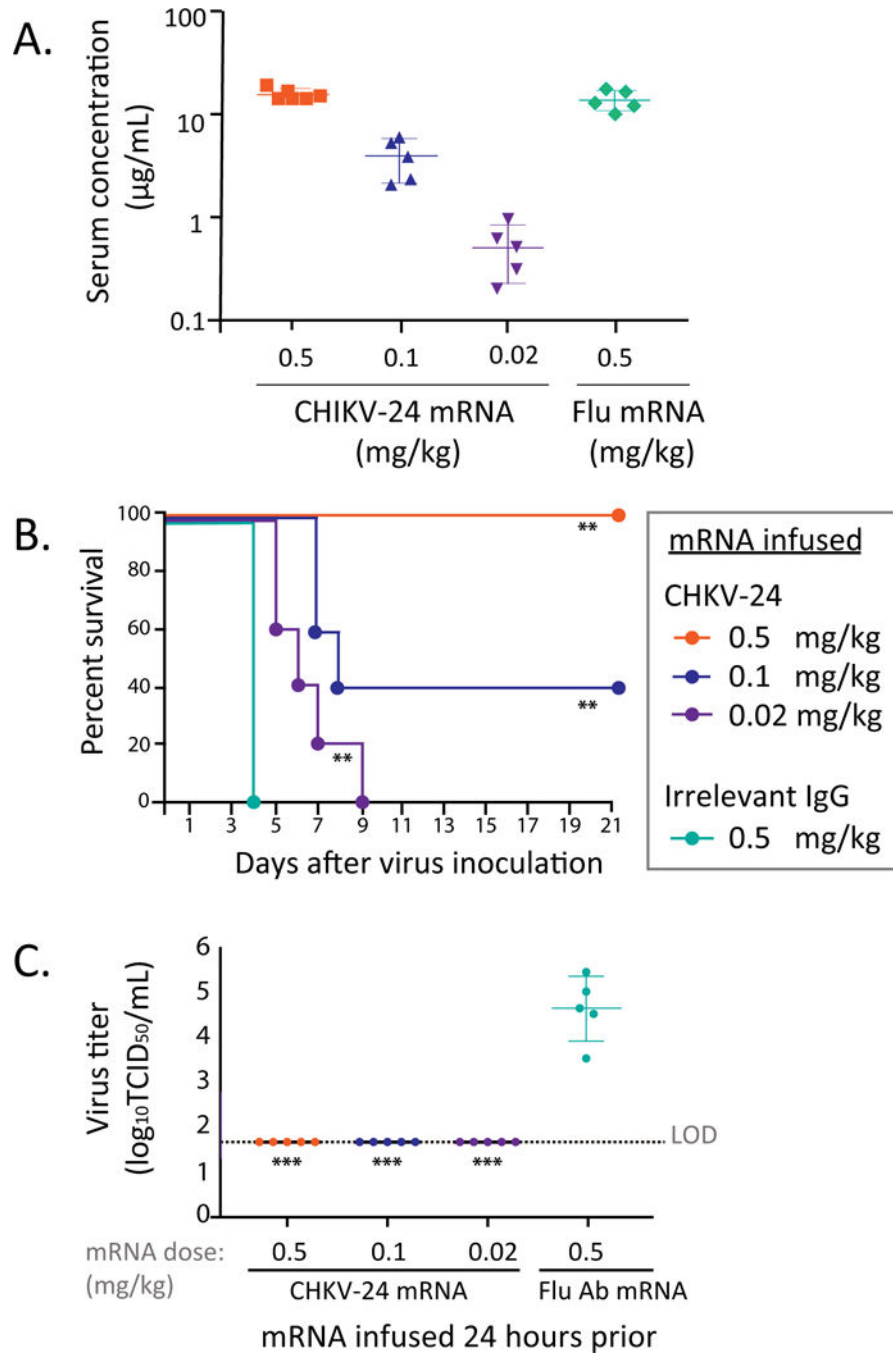 A.
Serum concentration
(µg/mL)
100
10
1
0.1
0.5 0.1 0.02 0.5
CHIKV-24 mRNA
(mg/kg)
Flu mRNA
(mg/kg)
B.
Percent survival
100
80
60
40
20
0
** ** **
1 3 5 7 9 11 13 15 17 19 21
Days after virus inoculation
mRNA infused
CHKV-24
0.5 mg/kg
0.1 mg/kg
0.02 mg/kg
Irrelevant IgG
0.5 mg/kg
C.
Virus titer
(log10TCID50/mL)
6
5
4
3
2
1
0
LOD
*** *** ***
mRNA dose:
(mg/kg)
0.5 0.1 0.02 0.5
CHKV-24 mRNA Flu Ab mRNA
mRNA infused 24 hours prior